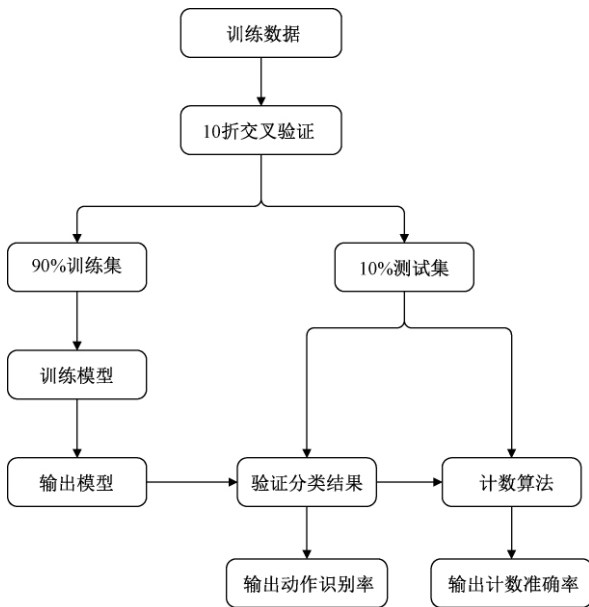 训练数据
10折交叉验证
90%训练集
10%测试集
训练模型
输出模型
验证分类结果
计数算法
输出动作识别率
输出计数准确率